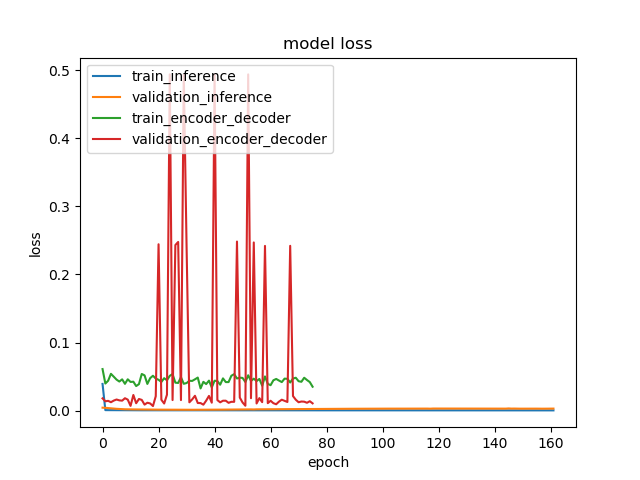 model loss
train_inference
validation_inference
train_encoder_decoder
validation_encoder_decoder
0.5
0.4
0.3
0.2
0.1
0.0
loss
0 20 40 60 80 100 120 140 160
epoch